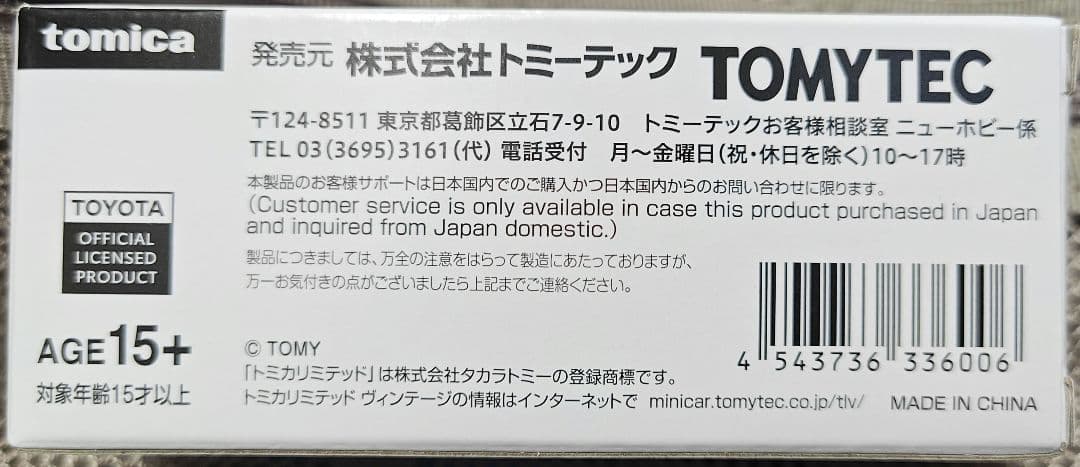 tomica
発売元 株式会社トミーテック TOMYTEC
〒124-8511 東京都葛飾区立石7-9-10 トミーテックお客様相談室 ニューホビー係
TEL 03(3695)3161(代) 電話受付 月～金曜日(祝・休日を除く)10～17時
本製品のお客様サポートは日本国内でのご購入かつ日本国内からのお問い合わせに限ります。
(Customer service is only available in case this product purchased in Japan
and inquired from Japan domestic.)
製品につきましては、万全の注意をはらって製造にあたっておりますが、
万一お気付きの点がございましたら上記までご連絡ください。
TOYOTA
OFFICIAL
LICENSED
PRODUCT
AGE 15+
対象年齢15才以上
© TOMY
「トミカリミテッド」は株式会社タカラトミーの登録商標です。
トミカリミテッド ヴィンテージの情報はインターネットで minicar.tomytec.co.jp/tlv/ MADE IN CHINA
4 543736 336006